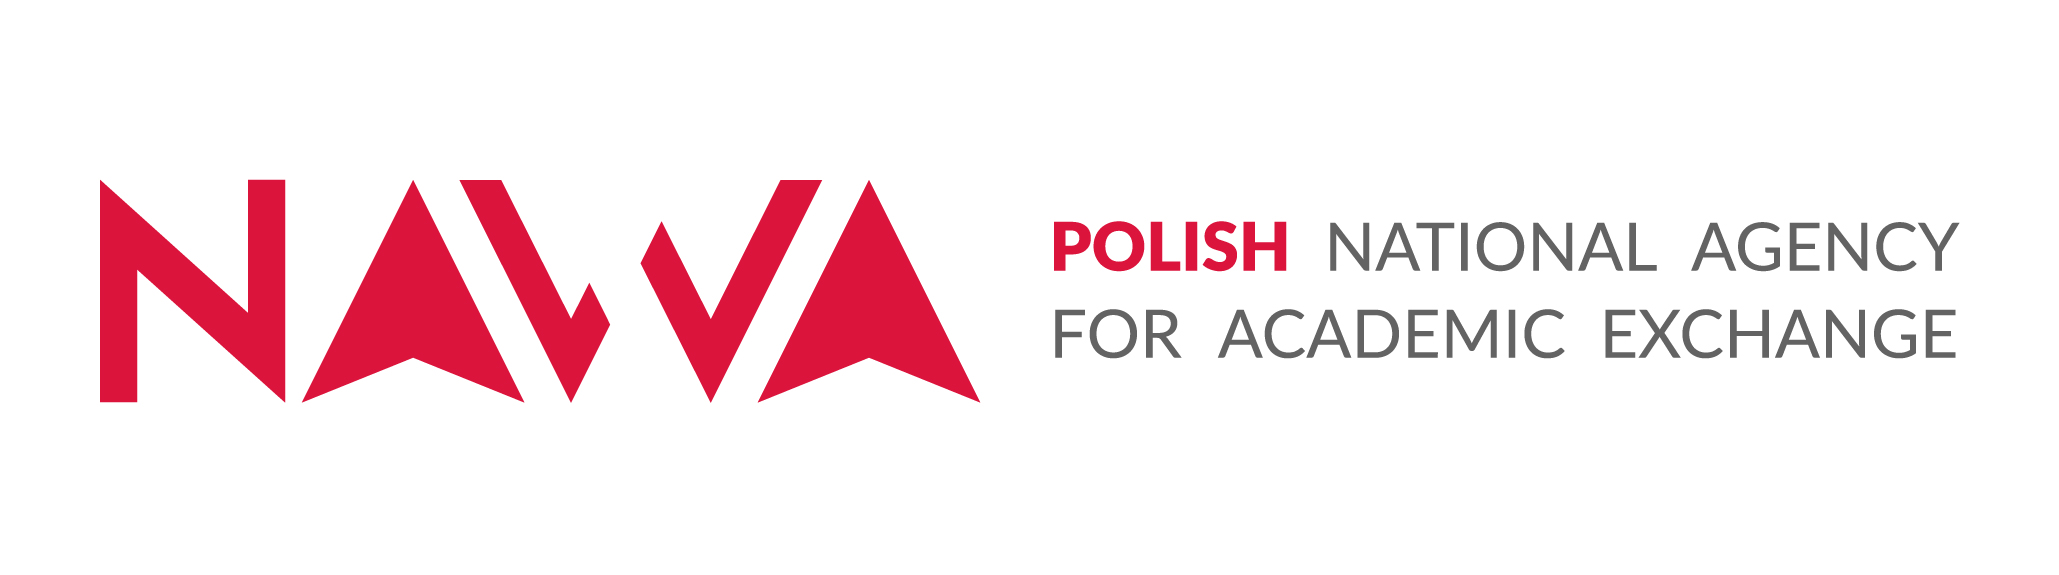 NAWA
POLISH NATIONAL AGENCY
FOR ACADEMIC EXCHANGE